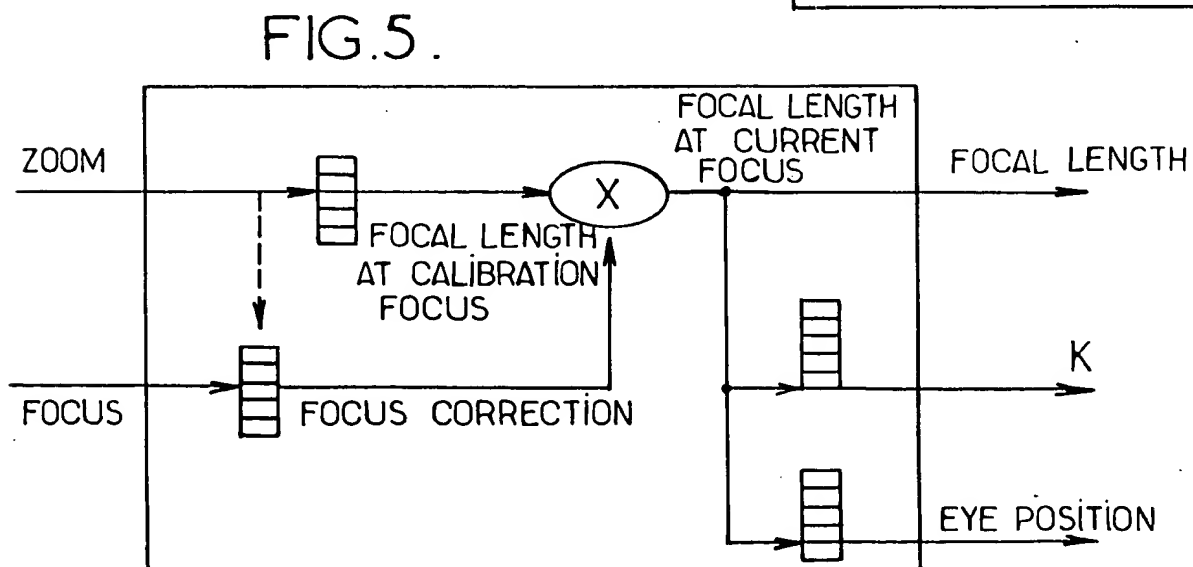 FIG.5.
ZOOM
FOCAL LENGTH
AT CURRENT
FOCUS
FOCAL LENGTH
X
FOCAL LENGTH
AT CALIBRATION
FOCUS
K
FOCUS
FOCUS CORRECTION
EYE POSITION